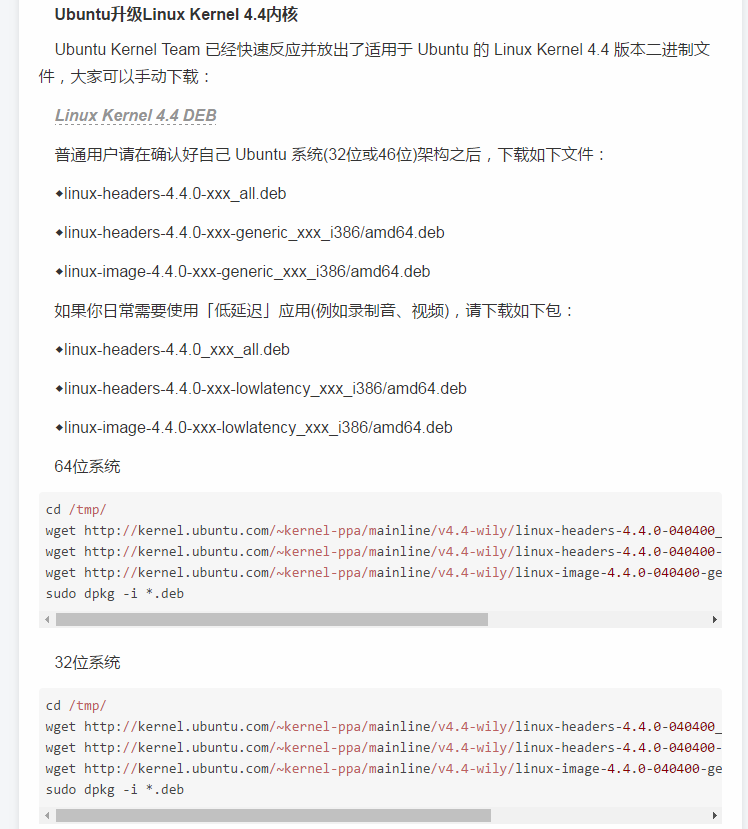 Ubuntu升级Linux Kernel 4.4内核
Ubuntu Kernel Team 已经快速反应并放出了适用于 Ubuntu 的 Linux Kernel 4.4 版本二进制文
件，大家可以手动下载：
Linux Kernel 4.4 DEB
普通用户请在确认好自己 Ubuntu 系统(32位或46位)架构之后，下载如下文件：
◆linux-headers-4.4.0-xxx_all.deb
◆linux-headers-4.4.0-xxx-generic_xxx_i386/amd64.deb
◆linux-image-4.4.0-xxx-generic_xxx_i386/amd64.deb
如果你日常需要使用「低延迟」应用(例如录制音、视频)，请下载如下包：
◆linux-headers-4.4.0_xxx_all.deb
◆linux-headers-4.4.0-xxx-lowlatency_xxx_i386/amd64.deb
◆linux-image-4.4.0-xxx-lowlatency_xxx_i386/amd64.deb
64位系统
cd /tmp/
wget http://kernel.ubuntu.com/~kernel-ppa/mainline/v4.4-wily/linux-headers-4.4.0-040400_
wget http://kernel.ubuntu.com/~kernel-ppa/mainline/v4.4-wily/linux-headers-4.4.0-040400-
wget http://kernel.ubuntu.com/~kernel-ppa/mainline/v4.4-wily/linux-image-4.4.0-040400-ge
sudo dpkg -i *.deb
32位系统
cd /tmp/
wget http://kernel.ubuntu.com/~kernel-ppa/mainline/v4.4-wily/linux-headers-4.4.0-040400_
wget http://kernel.ubuntu.com/~kernel-ppa/mainline/v4.4-wily/linux-headers-4.4.0-040400-
wget http://kernel.ubuntu.com/~kernel-ppa/mainline/v4.4-wily/linux-image-4.4.0-040400-ge
sudo dpkg -i *.deb